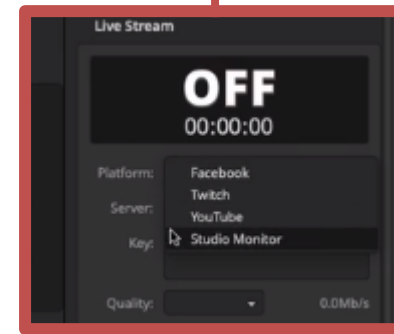 Live Stream
OFF
00:00:00
Platform:
Facebook
Twitch
Server:
YouTube
Key:
Studio Monitor
Quality:
0.0Mb/s